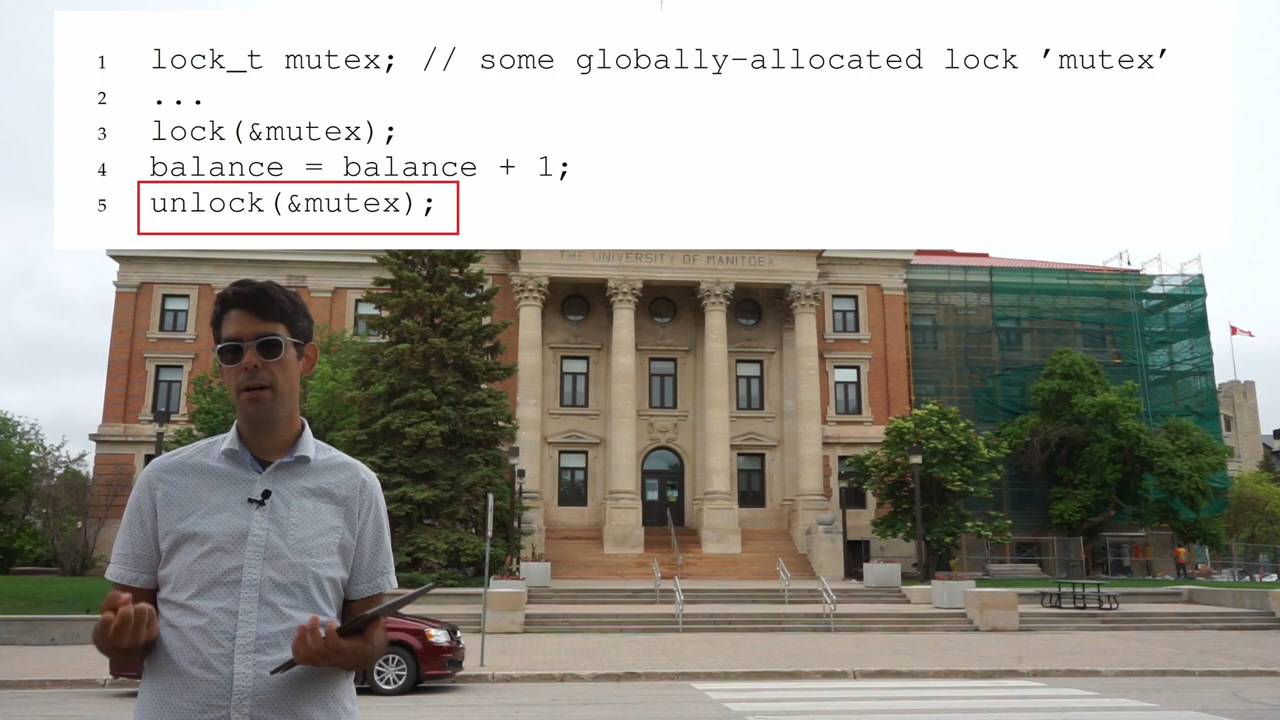 1 lock_t mutex; // some globally-allocated lock ’mutex’
2 ...
3 lock(&mutex);
4 balance = balance + 1;
5 unlock(&mutex);
THE UNIVERSITY OF MANITOBA